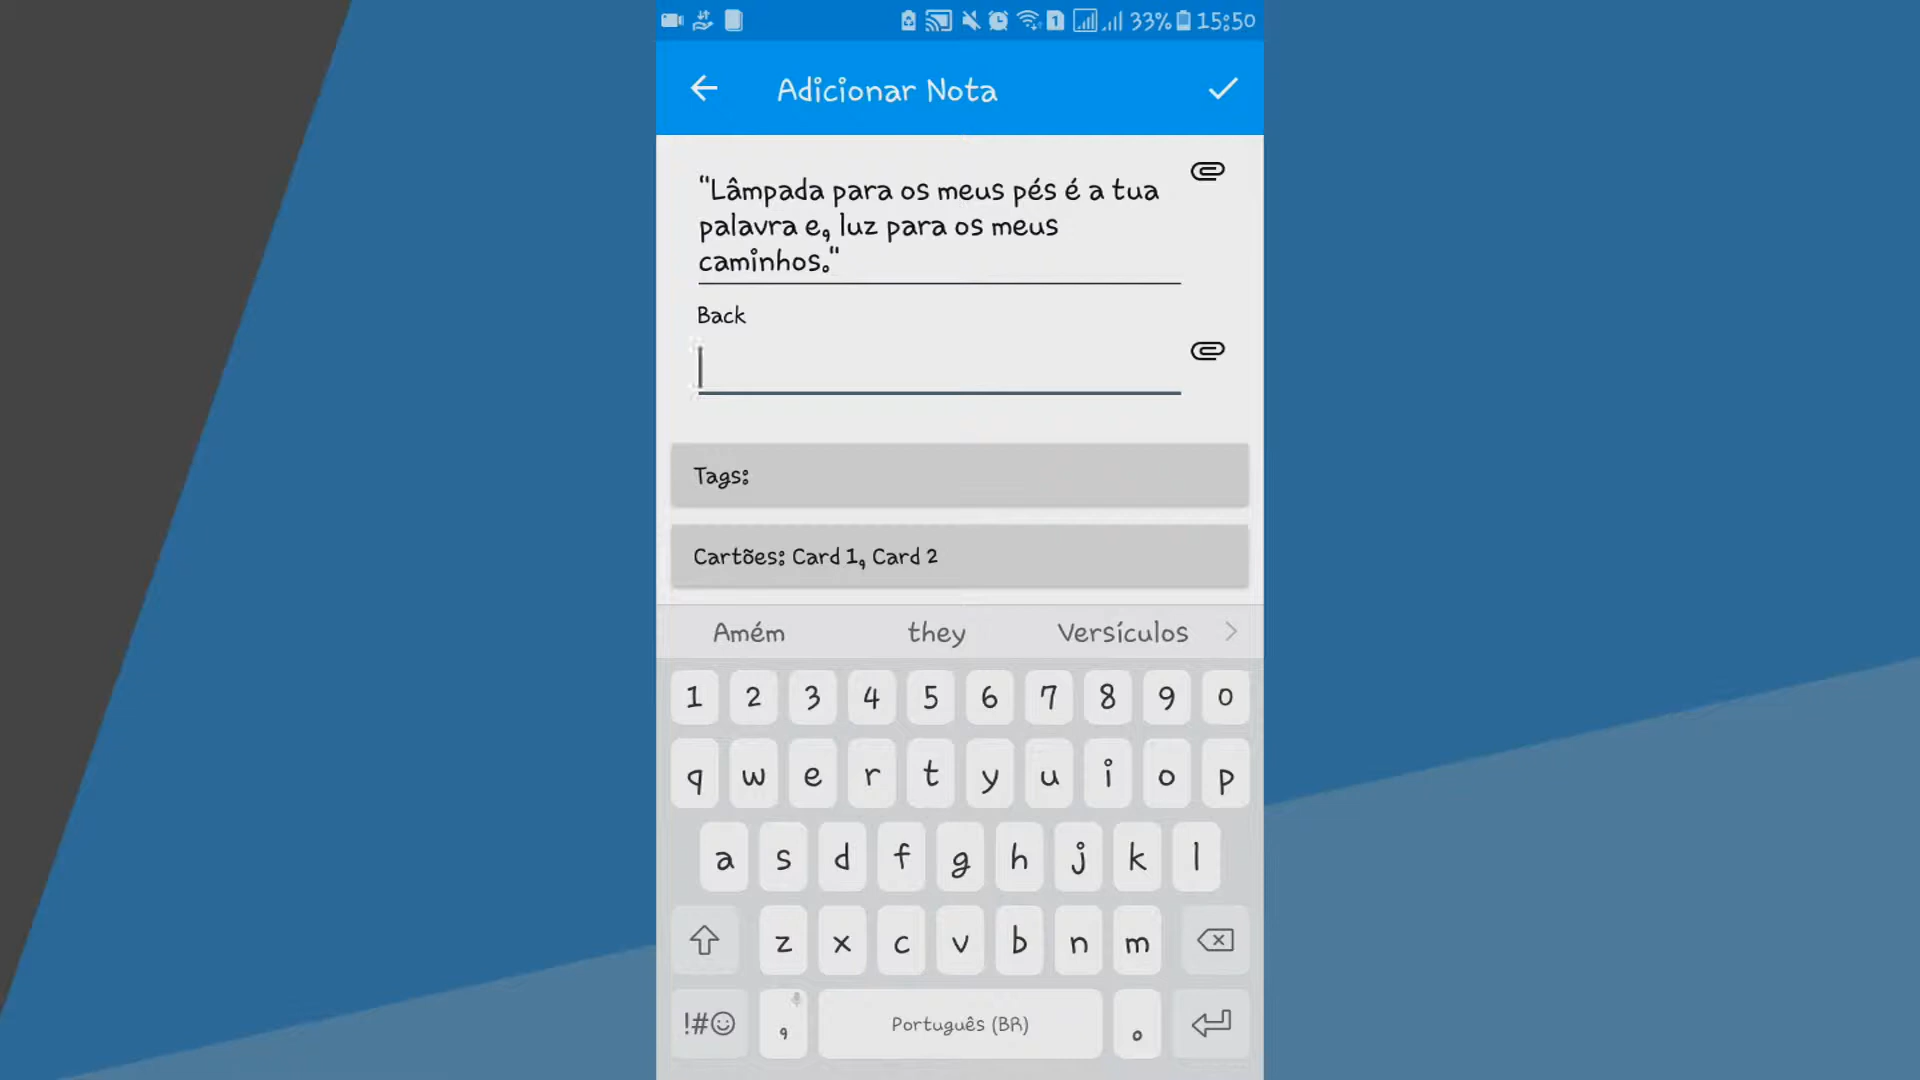 1 33% 15:50
Adicionar Nota
"Lâmpada para os meus pés é a tua
palavra e, luz para os meus
caminhos."
Back
Tags:
Cartões: Card 1, Card 2
Amém they Versículos
1 2 3 4 5 6 7 8 9 0
q w e r t y u i o p
a s d f g h j k l
z x c v b n m
!#☺ , Português (BR) .